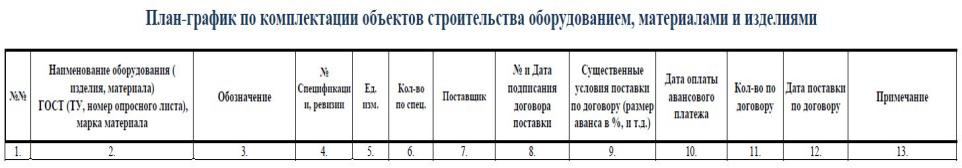 План-график по комплектации объектов строительства оборудованием, материалами и изделиями
№№
Наименование оборудования (
изделия, материала)
ГОСТ (ТУ, номер опросного листа),
марка материала
Обозначение
№
Спецификаци
и, ревизии
Ед.
изм.
Кол-во
по спец.
Поставщик
№ и Дата
подписания
договора
поставки
Существенные
условия поставки
по договору (размер
аванса в %, и т.д.)
Дата оплаты
авансового
платежа
Кол-во по
договору
Дата поставки
по договору
Примечание
1. 2. 3. 4. 5. 6. 7. 8. 9. 10. 11. 12. 13.